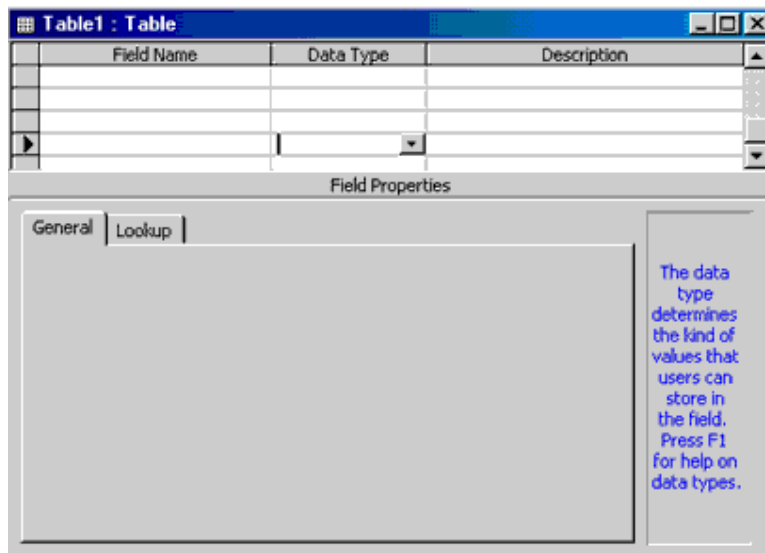 Table1 : Table
Field Name Data Type Description
Field Properties
General Lookup
The data
type
determines
the kind of
values that
users can
store in
the field.
Press F1
for help on
data types.